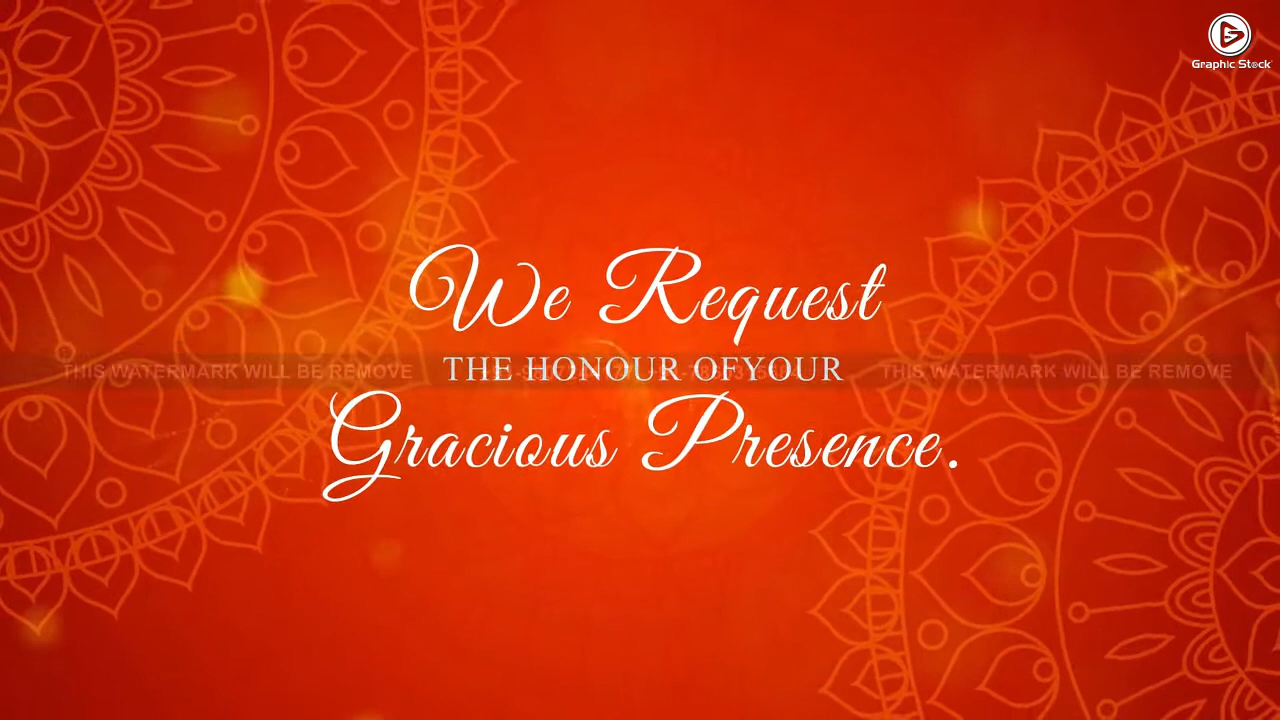 Graphic Stock
We Request
THE HONOUR OFYOUR
THIS WATERMARK WILL BE REMOVE
THIS WATERMARK WILL BE REMOVE
Gracious Presence.